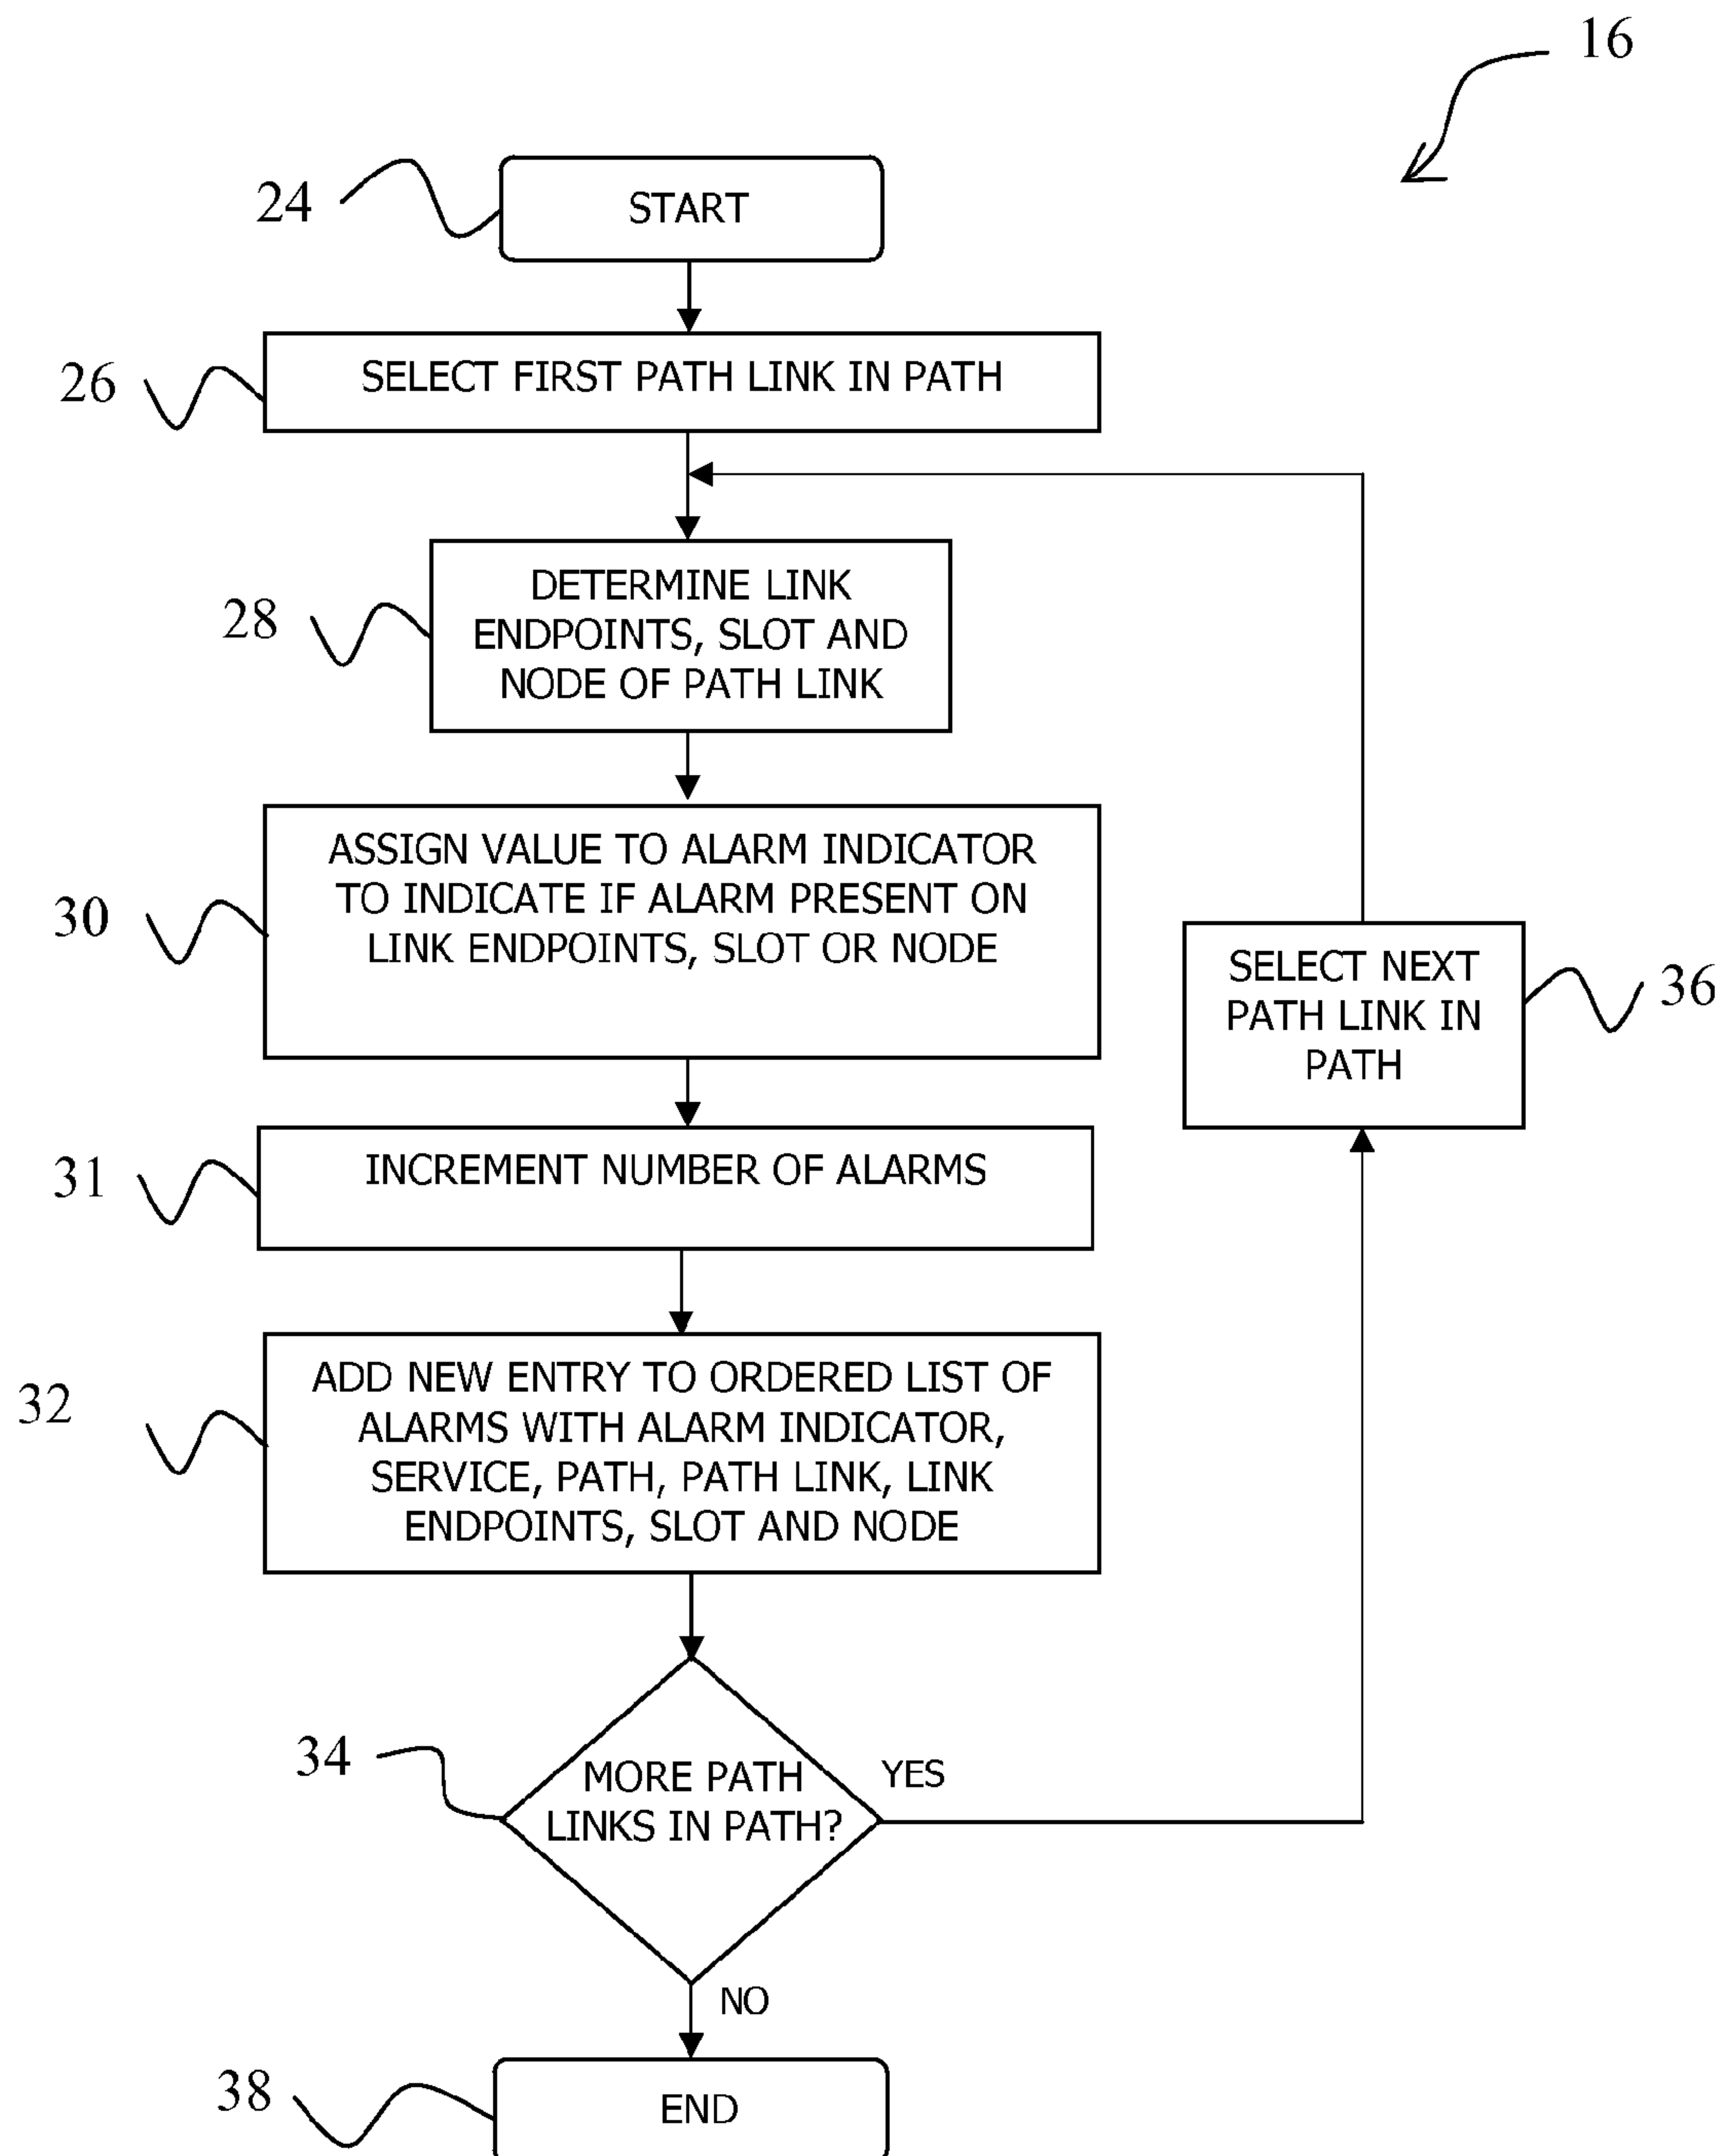 16
24
START
26
SELECT FIRST PATH LINK IN PATH
28
DETERMINE LINK
ENDPOINTS, SLOT AND
NODE OF PATH LINK
30
ASSIGN VALUE TO ALARM INDICATOR
TO INDICATE IF ALARM PRESENT ON
LINK ENDPOINTS, SLOT OR NODE
SELECT NEXT
PATH LINK IN
PATH
36
31
INCREMENT NUMBER OF ALARMS
32
ADD NEW ENTRY TO ORDERED LIST OF
ALARMS WITH ALARM INDICATOR,
SERVICE, PATH, PATH LINK, LINK
ENDPOINTS, SLOT AND NODE
34
MORE PATH
LINKS IN PATH?
YES
NO
38
END